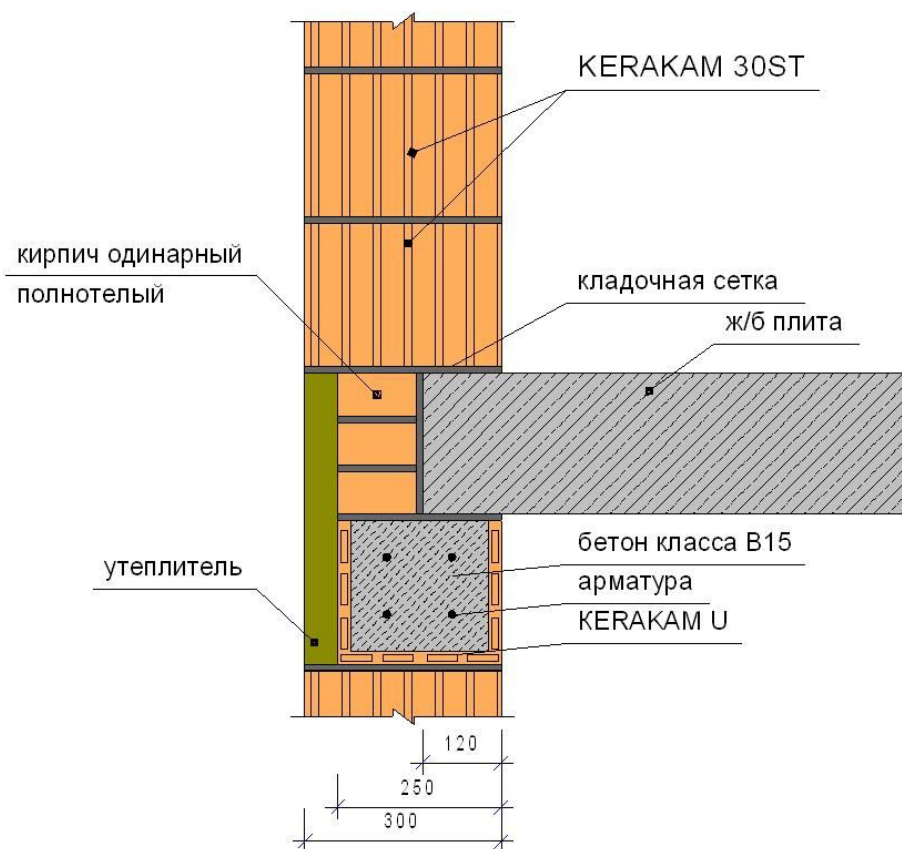 KERAKAM 30ST
кирпич одинарный
полнотелый
кладочная сетка
ж/б плита
бетон класса В15
арматура
KERAKAM U
утеплитель
120
250
300